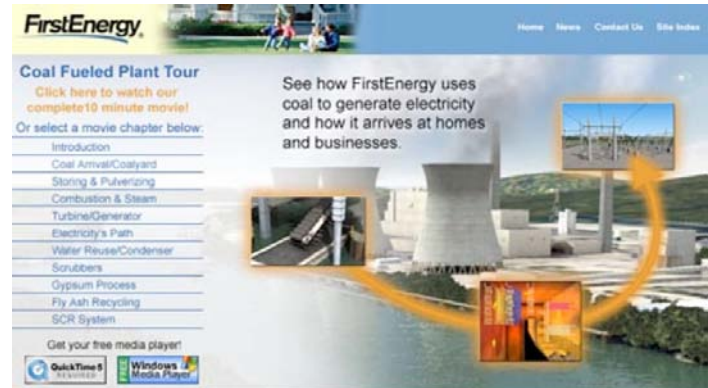 FirstEnergy®
Home News Contact Us Site Index
Coal Fueled Plant Tour
Click here to watch our
complete10 minute movie!
Or select a movie chapter below:
Introduction
Coal Arrival/Coalyard
Storing & Pulverizing
Combustion & Steam
Turbine/Generator
Electricity's Path
Water Reuse/Condenser
Scrubbers
Gypsum Process
Fly Ash Recycling
SCR System
Get your free media player!
QuickTime 5
REQUIRED
FREE
Windows
Media Player
See how FirstEnergy uses
coal to generate electricity
and how it arrives at homes
and businesses.